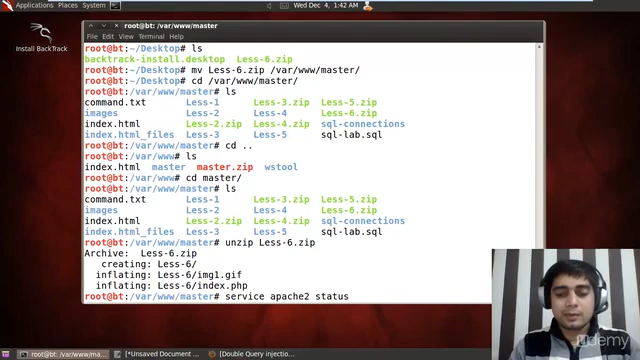 Applications Places System Wed Dec 4, 1:42 AM
root@bt: /var/www/master
File Edit View Terminal Help
Install BackTrack
root@bt:~/Desktop# ls
backtrack-install.desktop Less-6.zip
root@bt:~/Desktop# mv Less-6.zip /var/www/master/
root@bt:~/Desktop# cd /var/www/master/
root@bt:/var/www/master# ls
command.txt Less-1 Less-3.zip Less-5.zip
images Less-2 Less-4 Less-6.zip
index.html Less-2.zip Less-4.zip sql-connections
index.html_files Less-3 Less-5 sql-lab.sql
root@bt:/var/www/master# cd ..
root@bt:/var/www# ls
index.html master master.zip wstool
root@bt:/var/www# cd master/
root@bt:/var/www/master# ls
command.txt Less-1 Less-3.zip Less-5.zip
images Less-2 Less-4 Less-6.zip
index.html Less-2.zip Less-4.zip sql-connections
index.html_files Less-3 Less-5 sql-lab.sql
root@bt:/var/www/master# unzip Less-6.zip
Archive: Less-6.zip
creating: Less-6/
inflating: Less-6/img1.gif
inflating: Less-6/index.php
root@bt:/var/www/master# service apache2 status
udemy
root@bt: /var/www/ma... [*Unsaved Document ... [Double Query injectio...